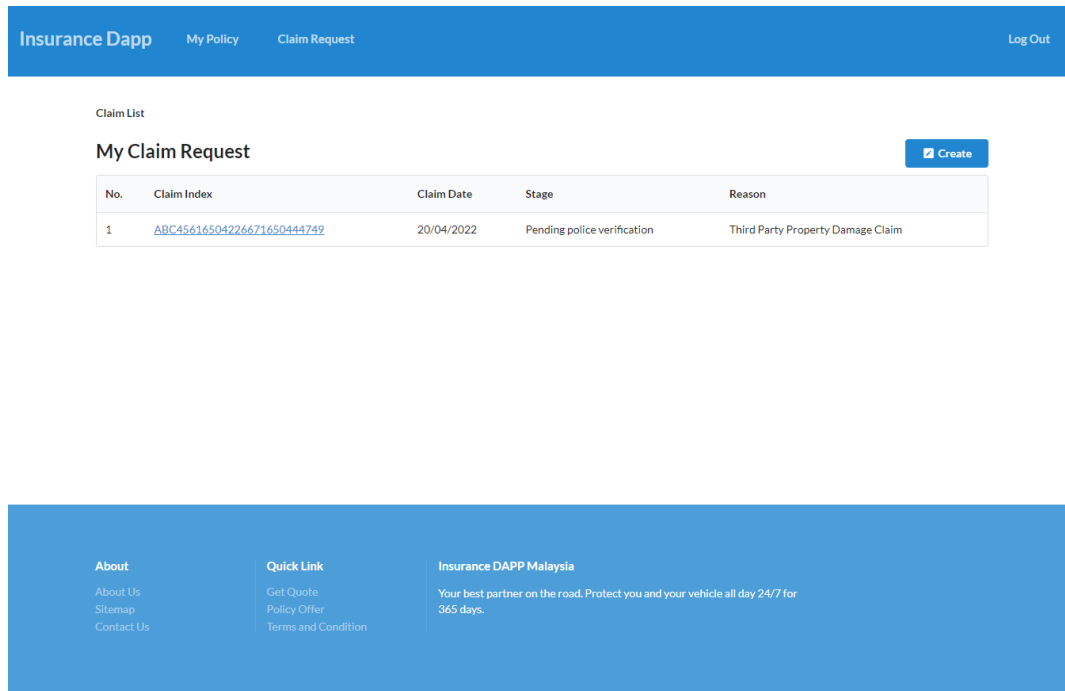 Insurance Dapp My Policy Claim Request Log Out
Claim List
My Claim Request
Create
No. Claim Index Claim Date Stage Reason
1 ABC4561650422667165044​4749 20/04/2022 Pending police verification Third Party Property Damage Claim
About
About Us
Sitemap
Contact Us
Quick Link
Get Quote
Policy Offer
Terms and Condition
Insurance DAPP Malaysia
Your best partner on the road. Protect you and your vehicle all day 24/7 for
365 days.